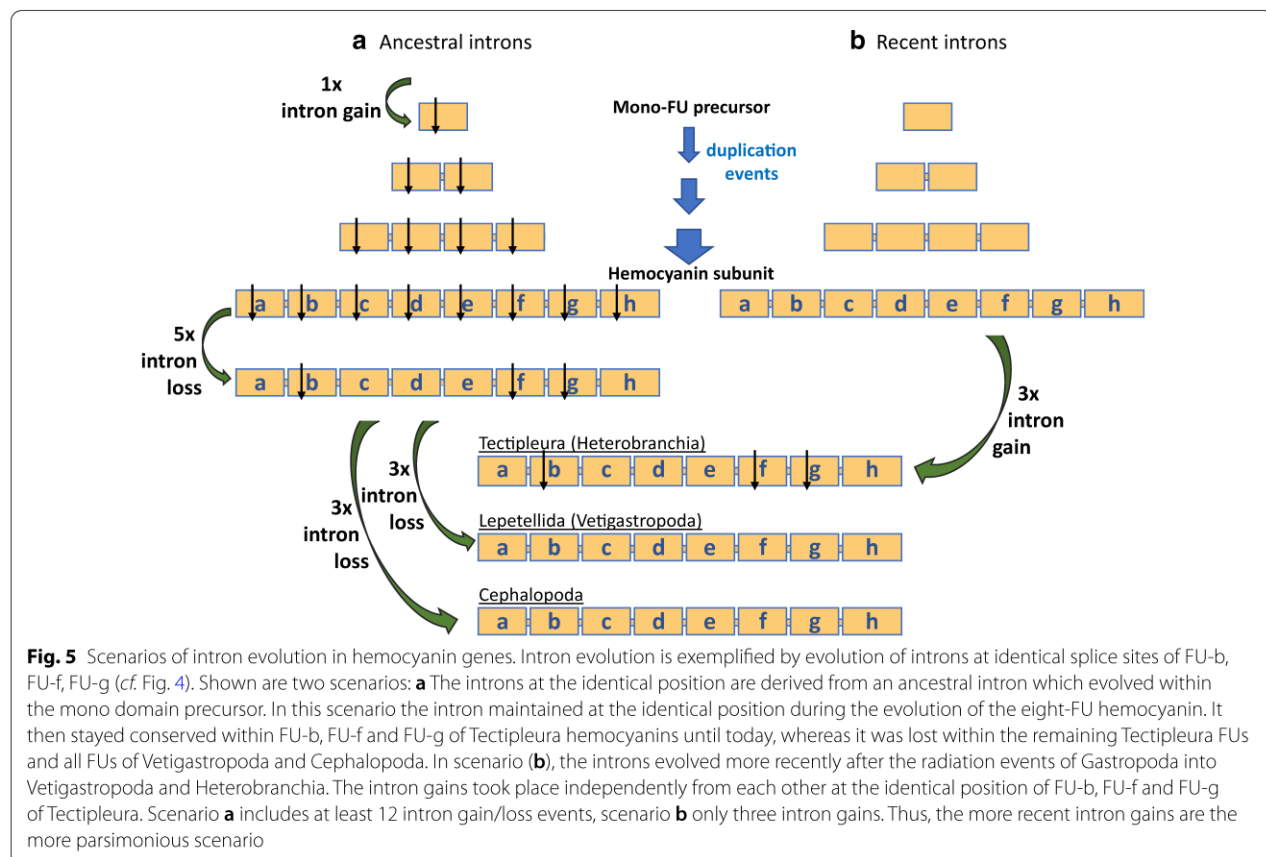 a Ancestral introns
b Recent introns
1x
intron gain
Mono-FU precursor
duplication
events
Hemocyanin subunit
a b c d e f g h
a b c d e f g h
5x
intron
loss
a b c d e f g h
3x
intron
gain
Tectipleura (Heterobranchia)
a b c d e f g h
3x
intron
loss
3x
intron
loss
Lepetellida (Vetigastropoda)
a b c d e f g h
Cephalopoda
a b c d e f g h
Fig. 5 Scenarios of intron evolution in hemocyanin genes. Intron evolution is exemplified by evolution of introns at identical splice sites of FU-b,
FU-f, FU-g (cf. Fig. 4). Shown are two scenarios: a The introns at the identical position are derived from an ancestral intron which evolved within
the mono domain precursor. In this scenario the intron maintained at the identical position during the evolution of the eight-FU hemocyanin. It
then stayed conserved within FU-b, FU-f and FU-g of Tectipleura hemocyanins until today, whereas it was lost within the remaining Tectipleura FUs
and all FUs of Vetigastropoda and Cephalopoda. In scenario (b), the introns evolved more recently after the radiation events of Gastropoda into
Vetigastropoda and Heterobranchia. The intron gains took place independently from each other at the identical position of FU-b, FU-f and FU-g
of Tectipleura. Scenario a includes at least 12 intron gain/loss events, scenario b only three intron gains. Thus, the more recent intron gains are the
more parsimonious scenario